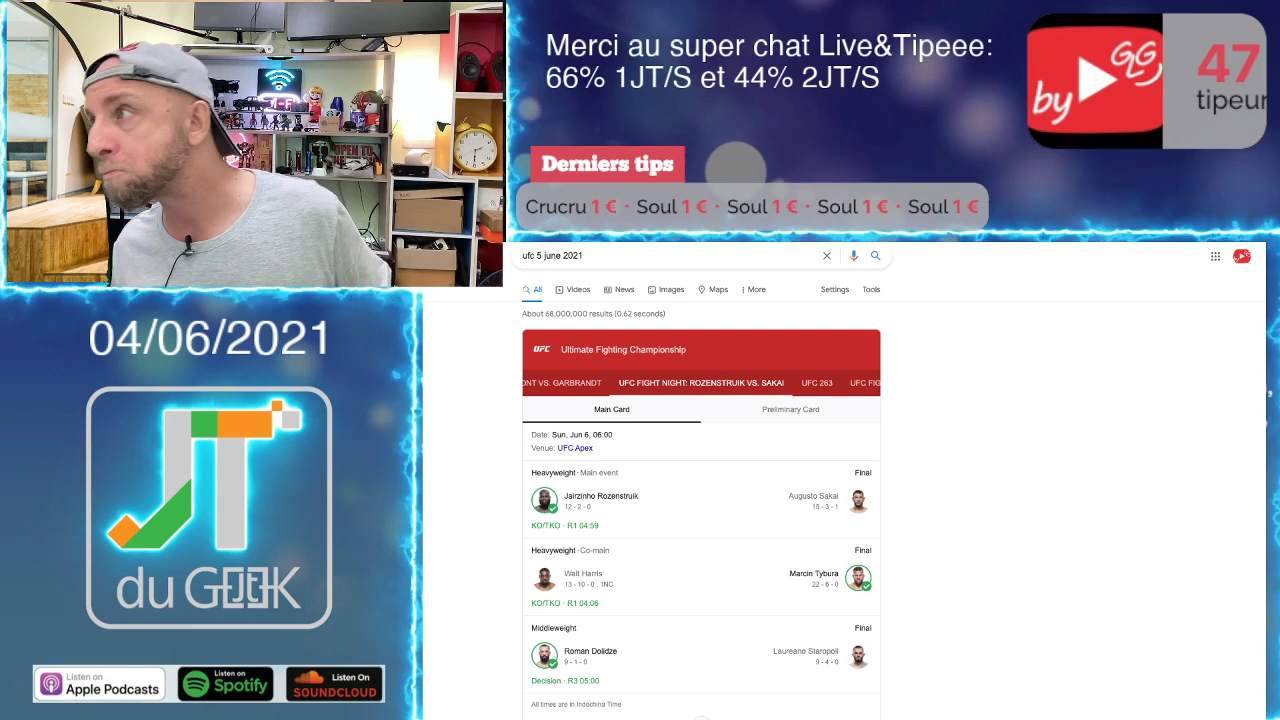 Merci au super chat Live&Tipeee:
66% 1JT/S et 44% 2JT/S
by GLG
47
tipeur
Derniers tips
Crucru 1 € • Soul 1 € • Soul 1 € • Soul 1 € • Soul 1 €
ufc 5 june 2021
All Videos News Images Maps More Settings Tools
About 68,000,000 results (0.62 seconds)
UFC Ultimate Fighting Championship
ONT VS. GARBRANDT UFC FIGHT NIGHT: ROZENSTRUIK VS. SAKAI UFC 263 UFC FIG
Main Card Preliminary Card
Date: Sun, Jun 6, 06:00
Venue: UFC Apex
Heavyweight · Main event Final
Jairzinho Rozenstruik Augusto Sakai
12 - 2 - 0 15 - 3 - 1
KO/TKO · R1 04:59
Heavyweight · Co-main Final
Walt Harris Marcin Tybura
13 - 10 - 0 , 1NC 22 - 6 - 0
KO/TKO · R1 04:06
Middleweight Final
Roman Dolidze Laureano Staropoli
9 - 1 - 0 9 - 4 - 0
Decision · R3 05:00
All times are in Indochina Time
04/06/2021
JT
du GEEK
Listen on
Apple Podcasts
Listen on
Spotify
Listen On
SOUNDCLOUD